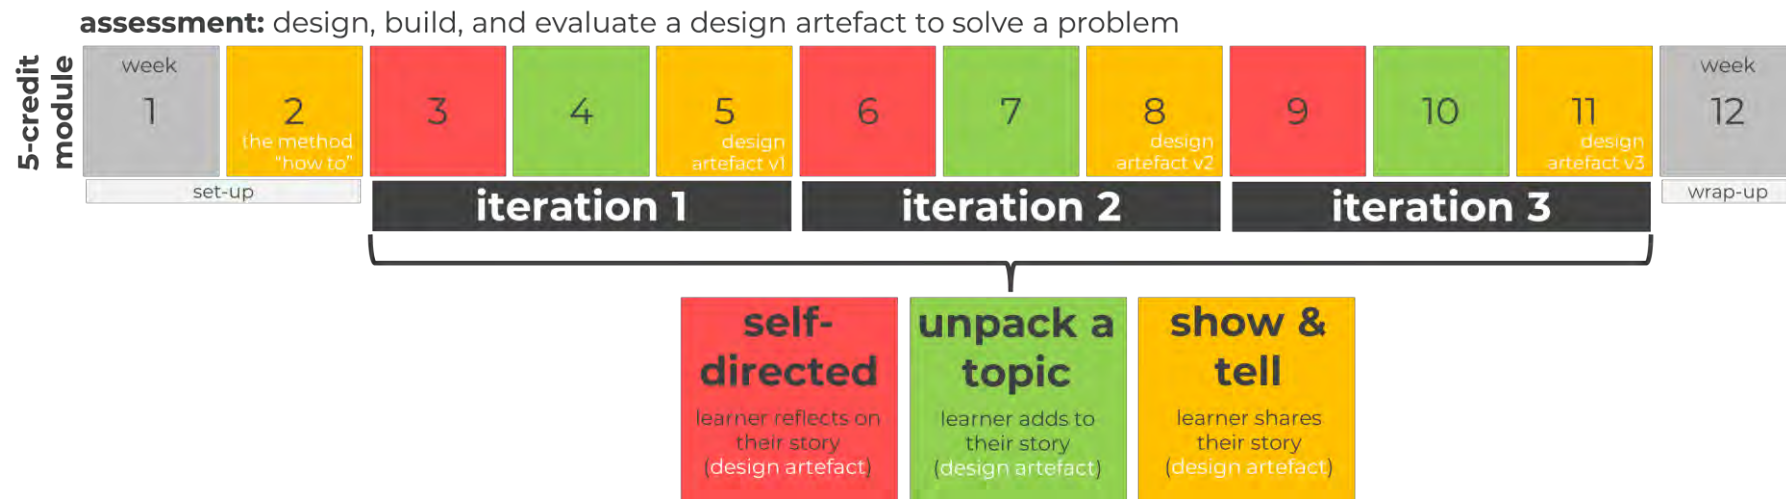 assessment: design, build, and evaluate a design artefact to solve a problem
5-credit
module
week
1
2
the method
"how to"
3
4
5
design
artefact v1
6
7
8
design
artefact v2
9
10
11
design
artefact v3
week
12
set-up
iteration 1
iteration 2
iteration 3
wrap-up
self-
directed
learner reflects on
their story
(design artefact)
unpack a
topic
learner adds to
their story
(design artefact)
show &
tell
learner shares
their story
(design artefact)